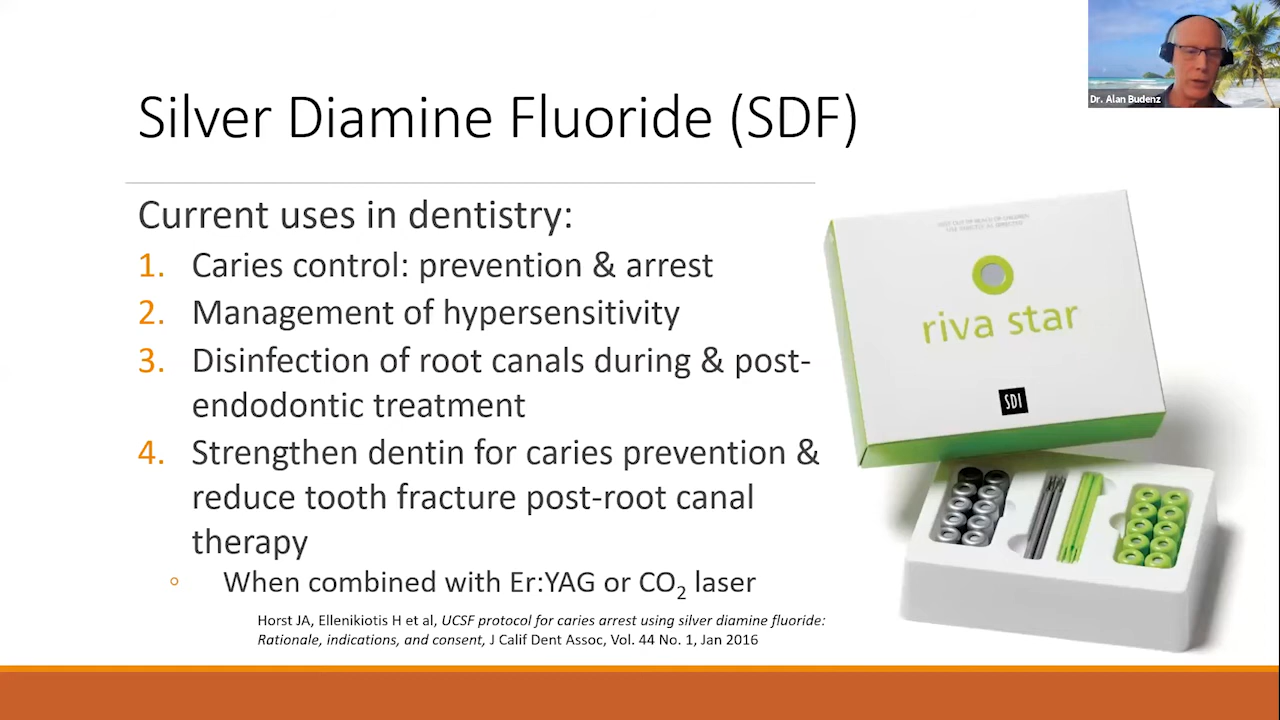 Dr. Alan Budenz
Silver Diamine Fluoride (SDF)
Current uses in dentistry:
1. Caries control: prevention & arrest
2. Management of hypersensitivity
3. Disinfection of root canals during & post-
endodontic treatment
4. Strengthen dentin for caries prevention &
reduce tooth fracture post-root canal
therapy
◦ When combined with Er:YAG or CO₂ laser
Horst JA, Ellenikiotis H et al, UCSF protocol for caries arrest using silver diamine fluoride:
Rationale, indications, and consent, J Calif Dent Assoc, Vol. 44 No. 1, Jan 2016
riva star
SDI